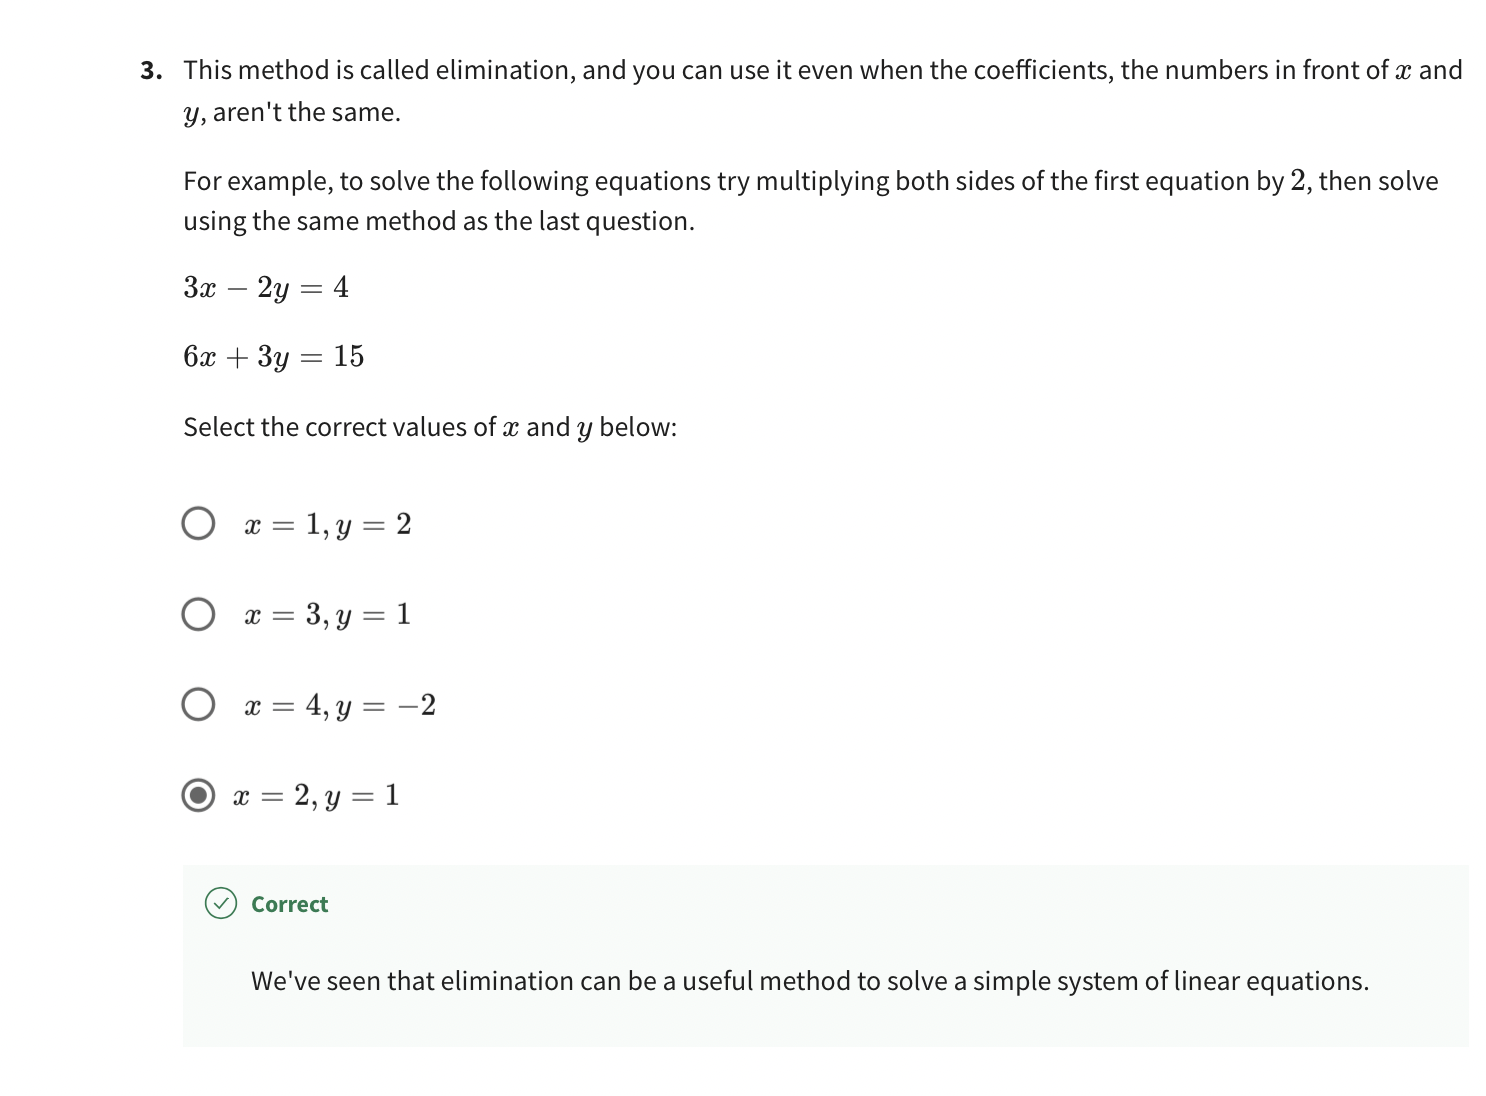 3. This method is called elimination, and you can use it even when the coefficients, the numbers in front of x and
y, aren't the same.
For example, to solve the following equations try multiplying both sides of the first equation by 2, then solve
using the same method as the last question.
3x − 2y = 4
6x + 3y = 15
Select the correct values of x and y below:
x = 1, y = 2
x = 3, y = 1
x = 4, y = −2
x = 2, y = 1
Correct
We've seen that elimination can be a useful method to solve a simple system of linear equations.